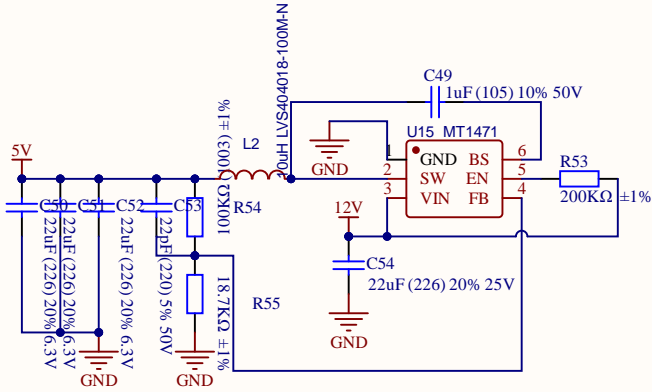 C49
1uF (105) 10% 50V
10uH LVS404018-100M-N
U15 MT1471
1
GND
BS
6
2
SW
EN
5
3
VIN
FB
4
GND
R53
200KΩ ±1%
5V
L2
100KΩ (1003) ±1%
R54
C50
C51
C52
C53
22uF (226) 20% 6.3V
22uF (226) 20% 6.3V
22uF (226) 20% 6.3V
22pF (220) 5% 50V
12V
C54
22uF (226) 20% 25V
GND
R55
18.7KΩ ±1%
GND
GND